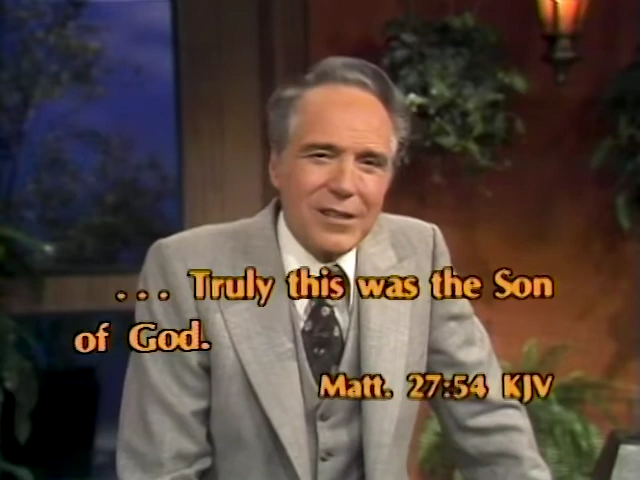 . . . Truly this was the Son
of God.
Matt. 27:54 KJV